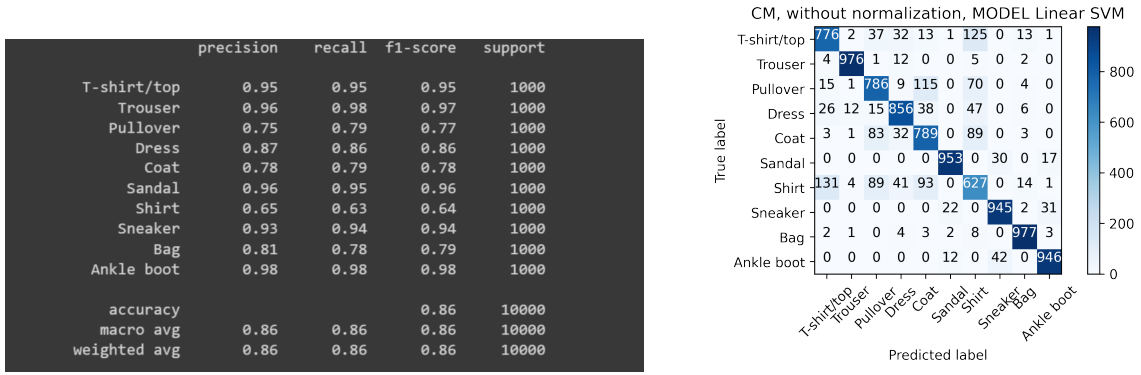 precision recall f1-score support
T-shirt/top 0.95 0.95 0.95 1000
Trouser 0.96 0.98 0.97 1000
Pullover 0.75 0.79 0.77 1000
Dress 0.87 0.86 0.86 1000
Coat 0.78 0.79 0.78 1000
Sandal 0.96 0.95 0.96 1000
Shirt 0.65 0.63 0.64 1000
Sneaker 0.93 0.94 0.94 1000
Bag 0.81 0.78 0.79 1000
Ankle boot 0.98 0.98 0.98 1000
accuracy 0.86 10000
macro avg 0.86 0.86 0.86 10000
weighted avg 0.86 0.86 0.86 10000
CM, without normalization, MODEL Linear SVM
True label
T-shirt/top 776 2 37 32 13 1 125 0 13 1
Trouser 4 976 1 12 0 0 5 0 2 0
Pullover 15 1 786 9 115 0 70 0 4 0
Dress 26 12 15 856 38 0 47 0 6 0
Coat 3 1 83 32 789 0 89 0 3 0
Sandal 0 0 0 0 0 953 0 30 0 17
Shirt 131 4 89 41 93 0 627 0 14 1
Sneaker 0 0 0 0 0 22 0 945 2 31
Bag 2 1 0 4 3 2 8 0 977 3
Ankle boot 0 0 0 0 0 12 0 42 0 946
T-shirt/top Trouser Pullover Dress Coat Sandal Shirt Sneaker Bag Ankle boot
Predicted label
800
600
400
200
0